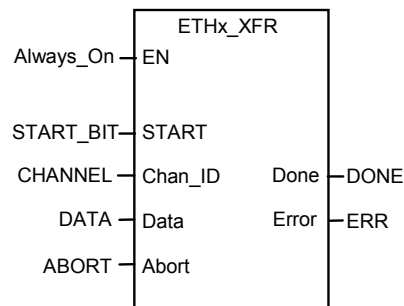 ETHx_XFR
Always_On EN
START_BIT START
CHANNEL Chan_ID Done DONE
DATA Data Error ERR
ABORT Abort